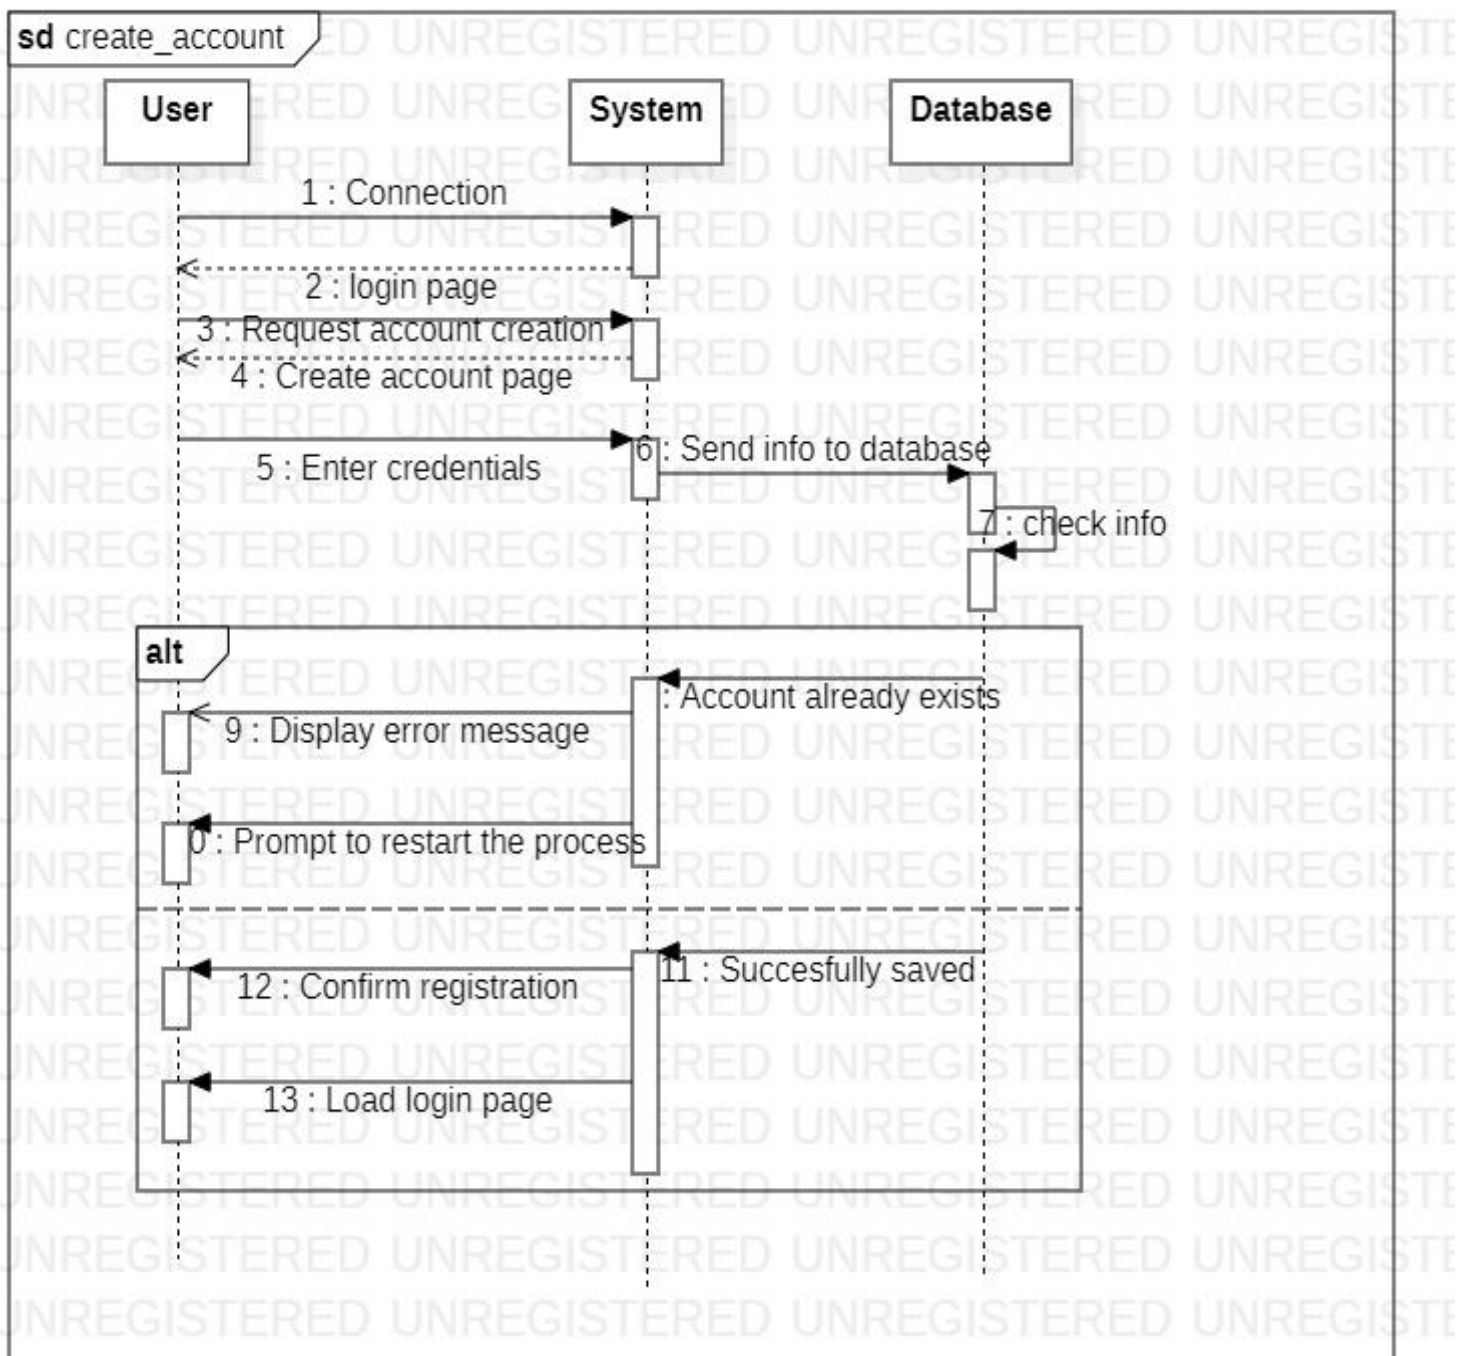 sd create_account
User
System
Database
1 : Connection
2 : login page
3 : Request account creation
4 : Create account page
5 : Enter credentials
6 : Send info to database
7 : check info
alt
: Account already exists
9 : Display error message
0 : Prompt to restart the process
11 : Succesfully saved
12 : Confirm registration
13 : Load login page
UNREGISTERED